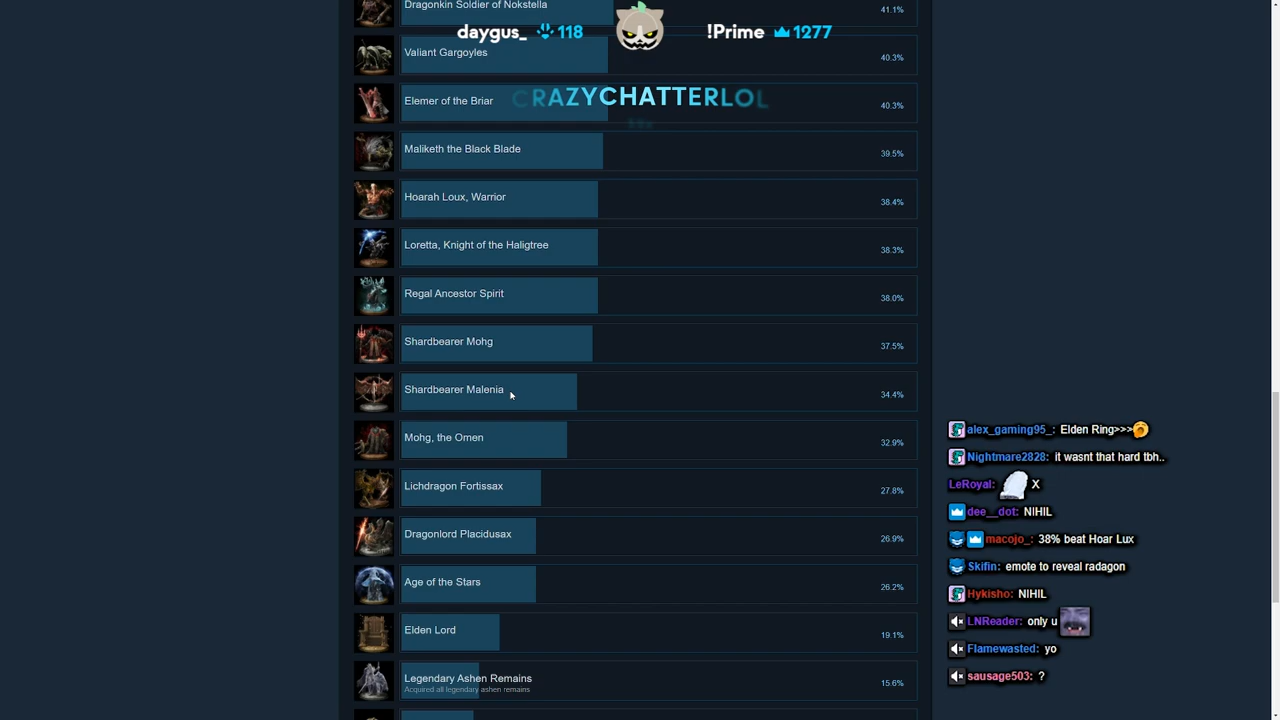 Dragonkin Soldier of Nokstella
41.1%
daygus_ 118
!Prime 1277
Valiant Gargoyles
40.3%
Elemer of the Briar
CRAZYCHATTERLOL
40.3%
Maliketh the Black Blade
39.5%
Hoarah Loux, Warrior
38.4%
Loretta, Knight of the Haligtree
38.3%
Regal Ancestor Spirit
38.0%
Shardbearer Mohg
37.5%
Shardbearer Malenia
34.4%
Mohg, the Omen
32.9%
Lichdragon Fortissax
27.8%
Dragonlord Placidusax
26.9%
Age of the Stars
26.2%
Elden Lord
19.1%
Legendary Ashen Remains
Acquired all legendary ashen remains
15.6%
alex_gaming95_: Elden Ring>>>
Nightmare2828: it wasnt that hard tbh..
LeRoyal: X
dee__dot: NIHIL
macojo_: 38% beat Hoar Lux
Skifin: emote to reveal radagon
Hykisho: NIHIL
LNReader: only u
Flamewasted: yo
sausage503: ?